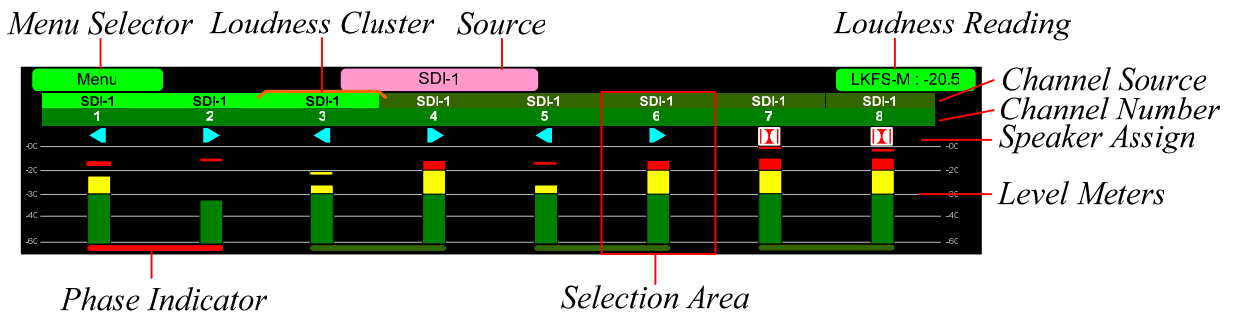 Menu Selector Loudness Cluster Source Loudness Reading
Menu SDI-1 LKFS-M : -20.5
Channel Source
SDI-1 SDI-1 SDI-1 SDI-1 SDI-1 SDI-1 SDI-1 SDI-1
Channel Number
1 2 3 4 5 6 7 8
Speaker Assign
-00 -00
-20 -20
-30 -30
Level Meters
-40 -40
-60 -60
Phase Indicator Selection Area